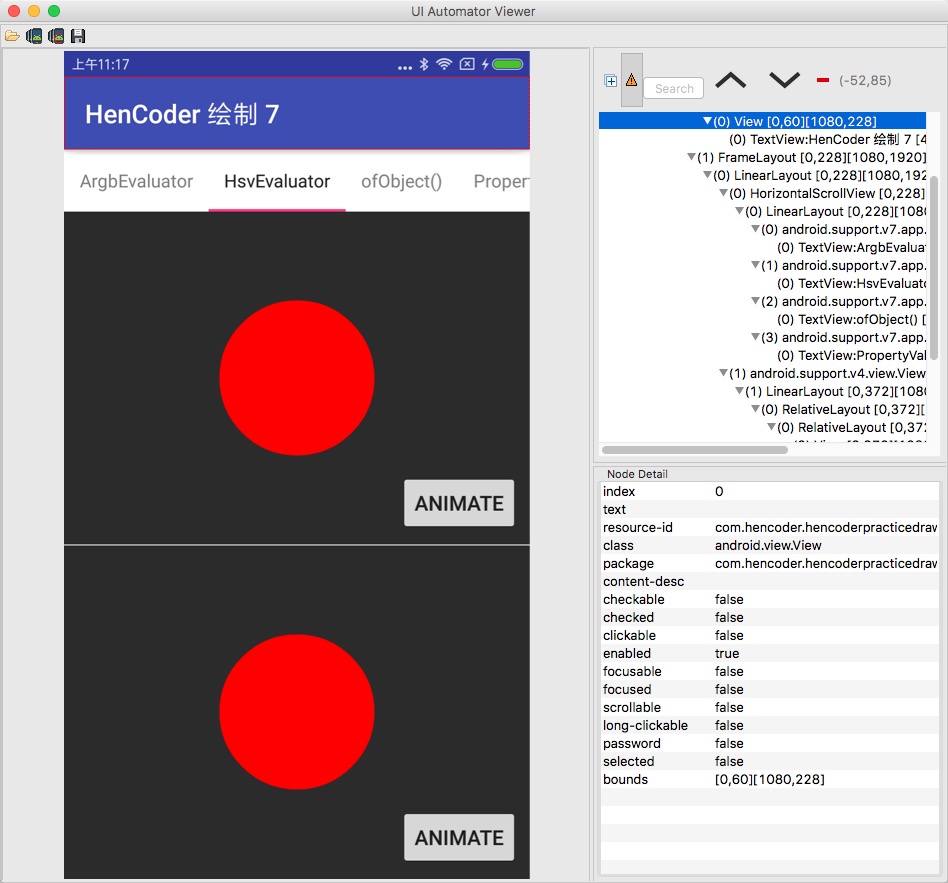 UI Automator Viewer
上午11:17
HenCoder 绘制 7
ArgbEvaluator HsvEvaluator ofObject() Proper
ANIMATE
ANIMATE
Search
(-52,85)
(0) View [0,60][1080,228]
(0) TextView:HenCoder 绘制 7 [4
(1) FrameLayout [0,228][1080,1920]
(0) LinearLayout [0,228][1080,192
(0) HorizontalScrollView [0,228]
(0) LinearLayout [0,228][1080
(0) android.support.v7.app.
(0) TextView:ArgbEvalua
(1) android.support.v7.app.
(0) TextView:HsvEvaluato
(2) android.support.v7.app.
(0) TextView:ofObject() [
(3) android.support.v7.app.
(0) TextView:PropertyVal
(1) android.support.v4.view.View
(1) LinearLayout [0,372][1080
(0) RelativeLayout [0,372][
(0) RelativeLayout [0,372
Node Detail
index 0
text
resource-id com.hencoder.hencoderpracticedraw
class android.view.View
package com.hencoder.hencoderpracticedraw
content-desc
checkable false
checked false
clickable false
enabled true
focusable false
focused false
scrollable false
long-clickable false
password false
selected false
bounds [0,60][1080,228]